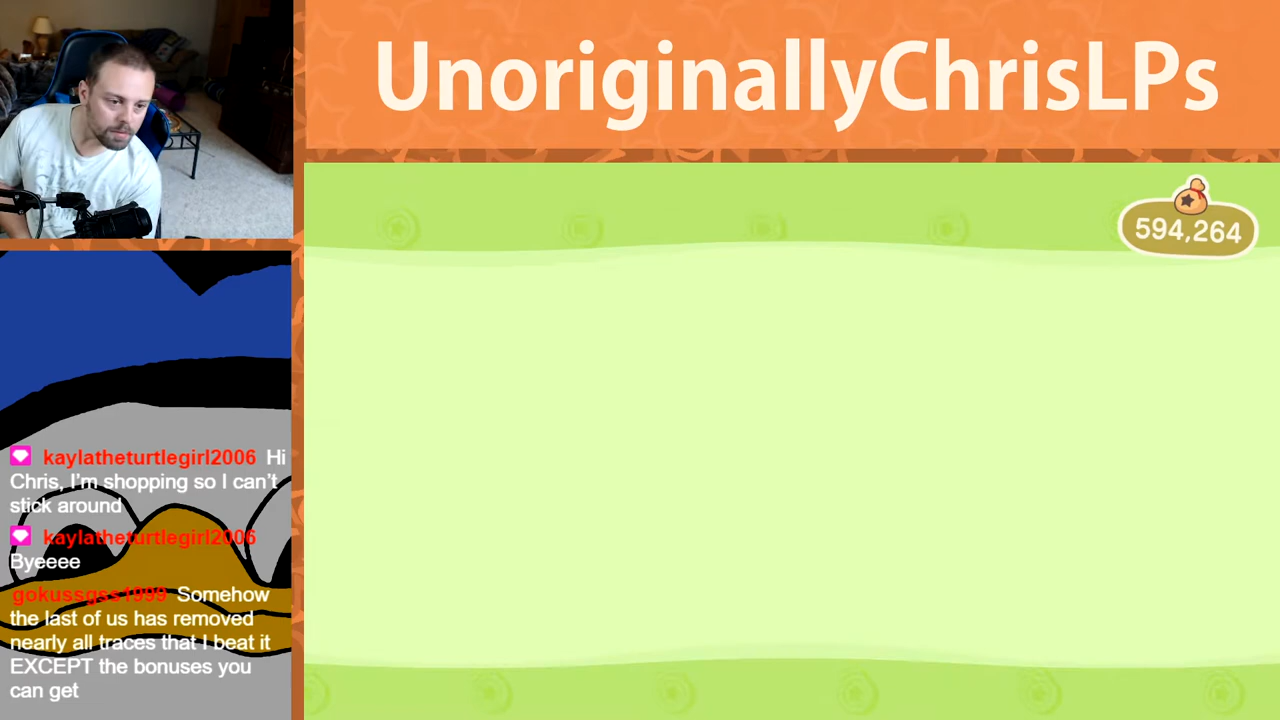 UnoriginallyChrisLPs
594,264
kaylatheturtlegirl2006 Hi
Chris, I'm shopping so I can't
stick around
kaylatheturtlegirl2006
Byeeee
gokussgss1999 Somehow
the last of us has removed
nearly all traces that I beat it
EXCEPT the bonuses you
can get